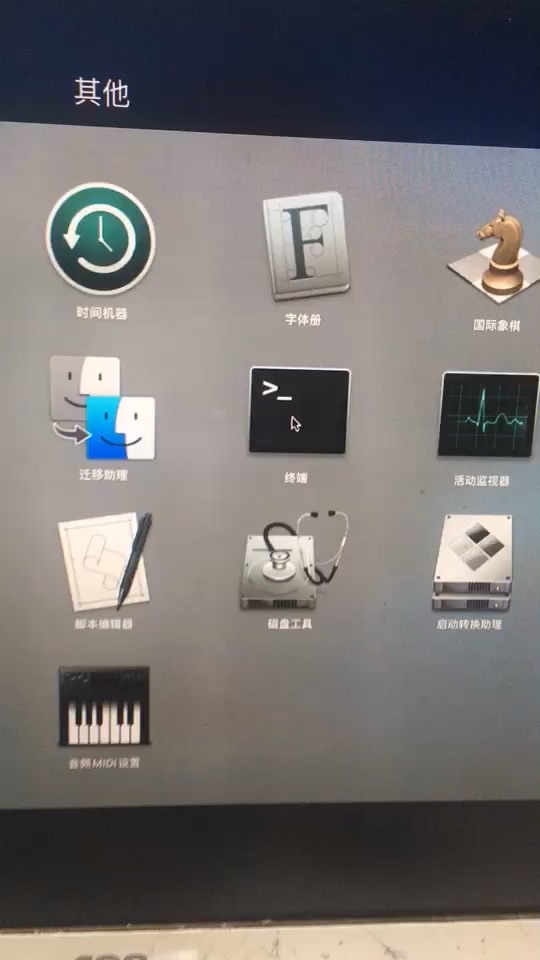 其他
时间机器
字体册
国际象棋
迁移助理
>_
终端
活动监视器
脚本编辑器
磁盘工具
启动转换助理
音频MIDI设置